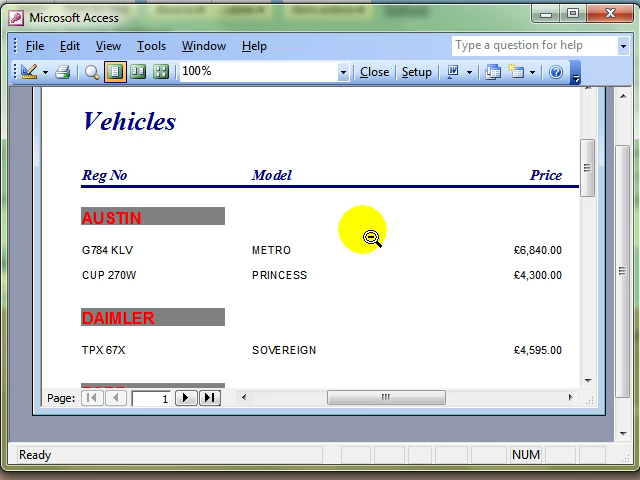 Microsoft Access
File Edit View Tools Window Help Type a question for help
100% Close Setup
Vehicles
Reg No Model Price
AUSTIN
G784 KLV METRO £6,840.00
CUP 270W PRINCESS £4,300.00
DAIMLER
TPX 67X SOVEREIGN £4,595.00
Page: 1
Ready NUM